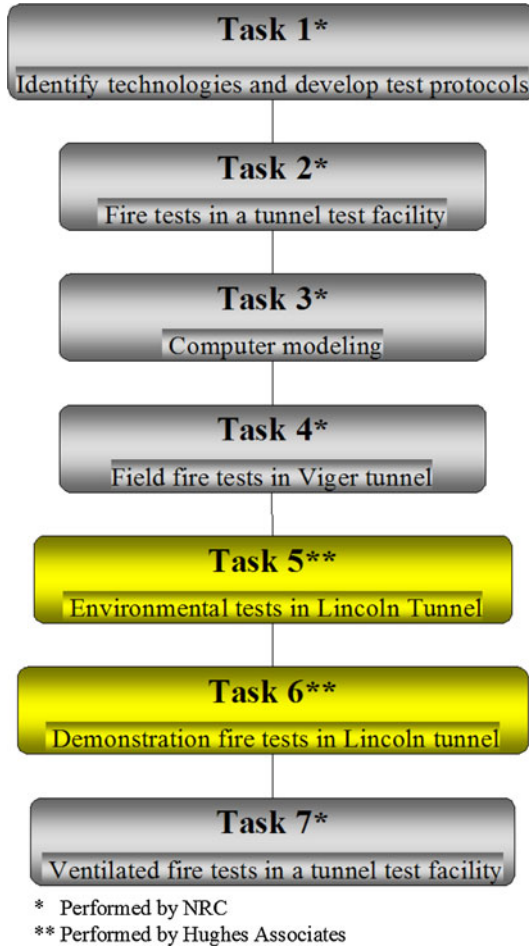 Task 1*
Identify technologies and develop test protocols
Task 2*
Fire tests in a tunnel test facility
Task 3*
Computer modeling
Task 4*
Field fire tests in Viger tunnel
Task 5**
Environmental tests in Lincoln Tunnel
Task 6**
Demonstration fire tests in Lincoln tunnel
Task 7*
Ventilated fire tests in a tunnel test facility
* Performed by NRC
** Performed by Hughes Associates